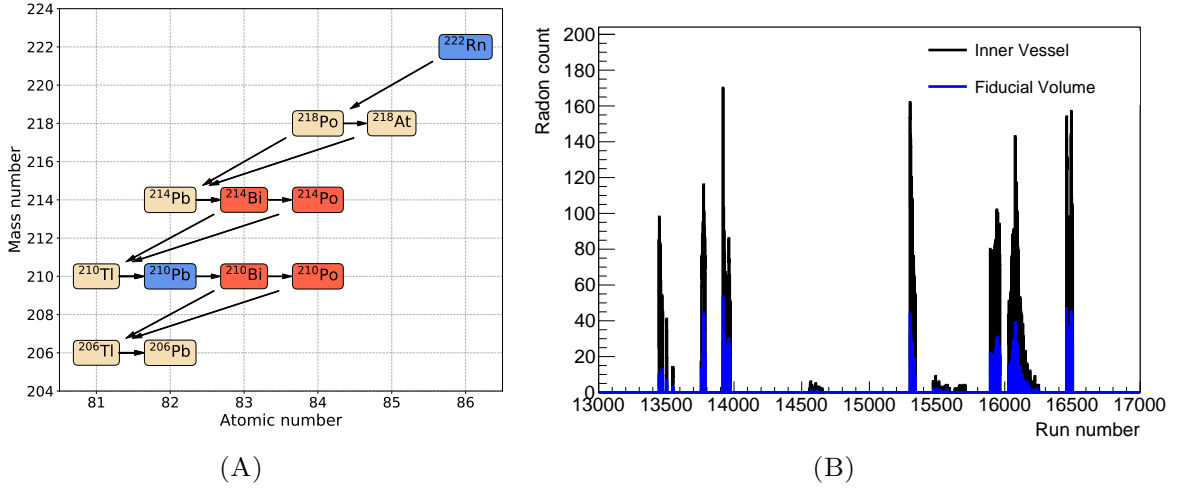 224
222
220
218
216
214
212
210
208
206
204
Mass number
²²²Rn
²¹⁸Po ²¹⁸At
²¹⁴Pb ²¹⁴Bi ²¹⁴Po
²¹⁰Tl ²¹⁰Pb ²¹⁰Bi ²¹⁰Po
²⁰⁶Tl ²⁰⁶Pb
81 82 83 84 85 86
Atomic number
(A)
Radon count
200
180
160
140
120
100
80
60
40
20
0
Inner Vessel
Fiducial Volume
13000 13500 14000 14500 15000 15500 16000 16500 17000
Run number
(B)